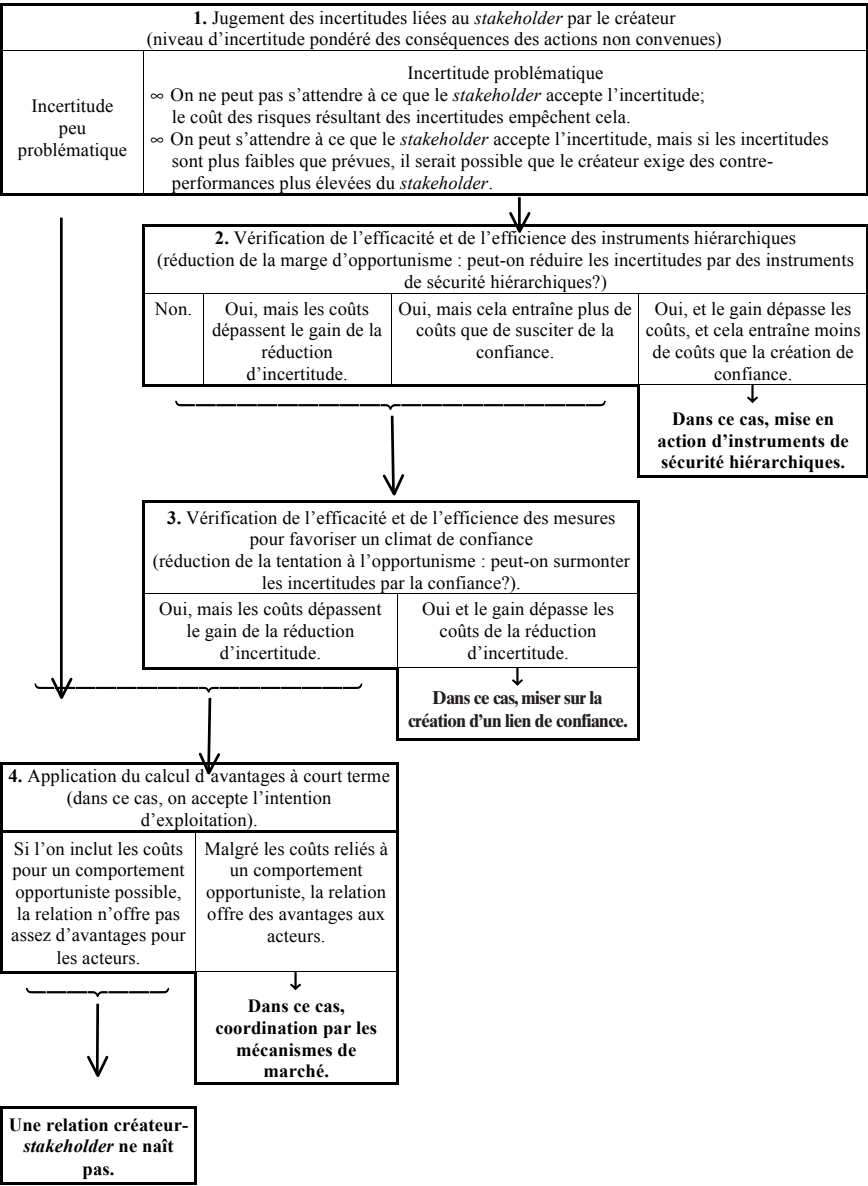 1. Jugement des incertitudes liées au stakeholder par le créateur
(niveau d'incertitude pondéré des conséquences des actions non convenues)
Incertitude
peu
problématique
Incertitude problématique
∞ On ne peut pas s'attendre à ce que le stakeholder accepte l'incertitude;
le coût des risques résultant des incertitudes empêchent cela.
∞ On peut s'attendre à ce que le stakeholder accepte l'incertitude, mais si les incertitudes
sont plus faibles que prévues, il serait possible que le créateur exige des contre-
performances plus élevées du stakeholder.
2. Vérification de l'efficacité et de l'efficience des instruments hiérarchiques
(réduction de la marge d'opportunisme : peut-on réduire les incertitudes par des instruments
de sécurité hiérarchiques?)
Non.
Oui, mais les coûts
dépassent le gain de la
réduction
d'incertitude.
Oui, mais cela entraîne plus de
coûts que de susciter de la
confiance.
Oui, et le gain dépasse les
coûts, et cela entraîne moins
de coûts que la création de
confiance.
Dans ce cas, mise en
action d'instruments de
sécurité hiérarchiques.
3. Vérification de l'efficacité et de l'efficience des mesures
pour favoriser un climat de confiance
(réduction de la tentation à l'opportunisme : peut-on surmonter
les incertitudes par la confiance?).
Oui, mais les coûts dépassent
le gain de la réduction
d'incertitude.
Oui et le gain dépasse les
coûts de la réduction
d'incertitude.
Dans ce cas, miser sur la
création d'un lien de confiance.
4. Application du calcul d'avantages à court terme
(dans ce cas, on accepte l'intention
d'exploitation).
Si l'on inclut les coûts
pour un comportement
opportuniste possible,
la relation n'offre pas
assez d'avantages pour
les acteurs.
Malgré les coûts reliés à
un comportement
opportuniste, la relation
offre des avantages aux
acteurs.
Dans ce cas,
coordination par les
mécanismes de
marché.
Une relation créateur-
stakeholder ne naît
pas.